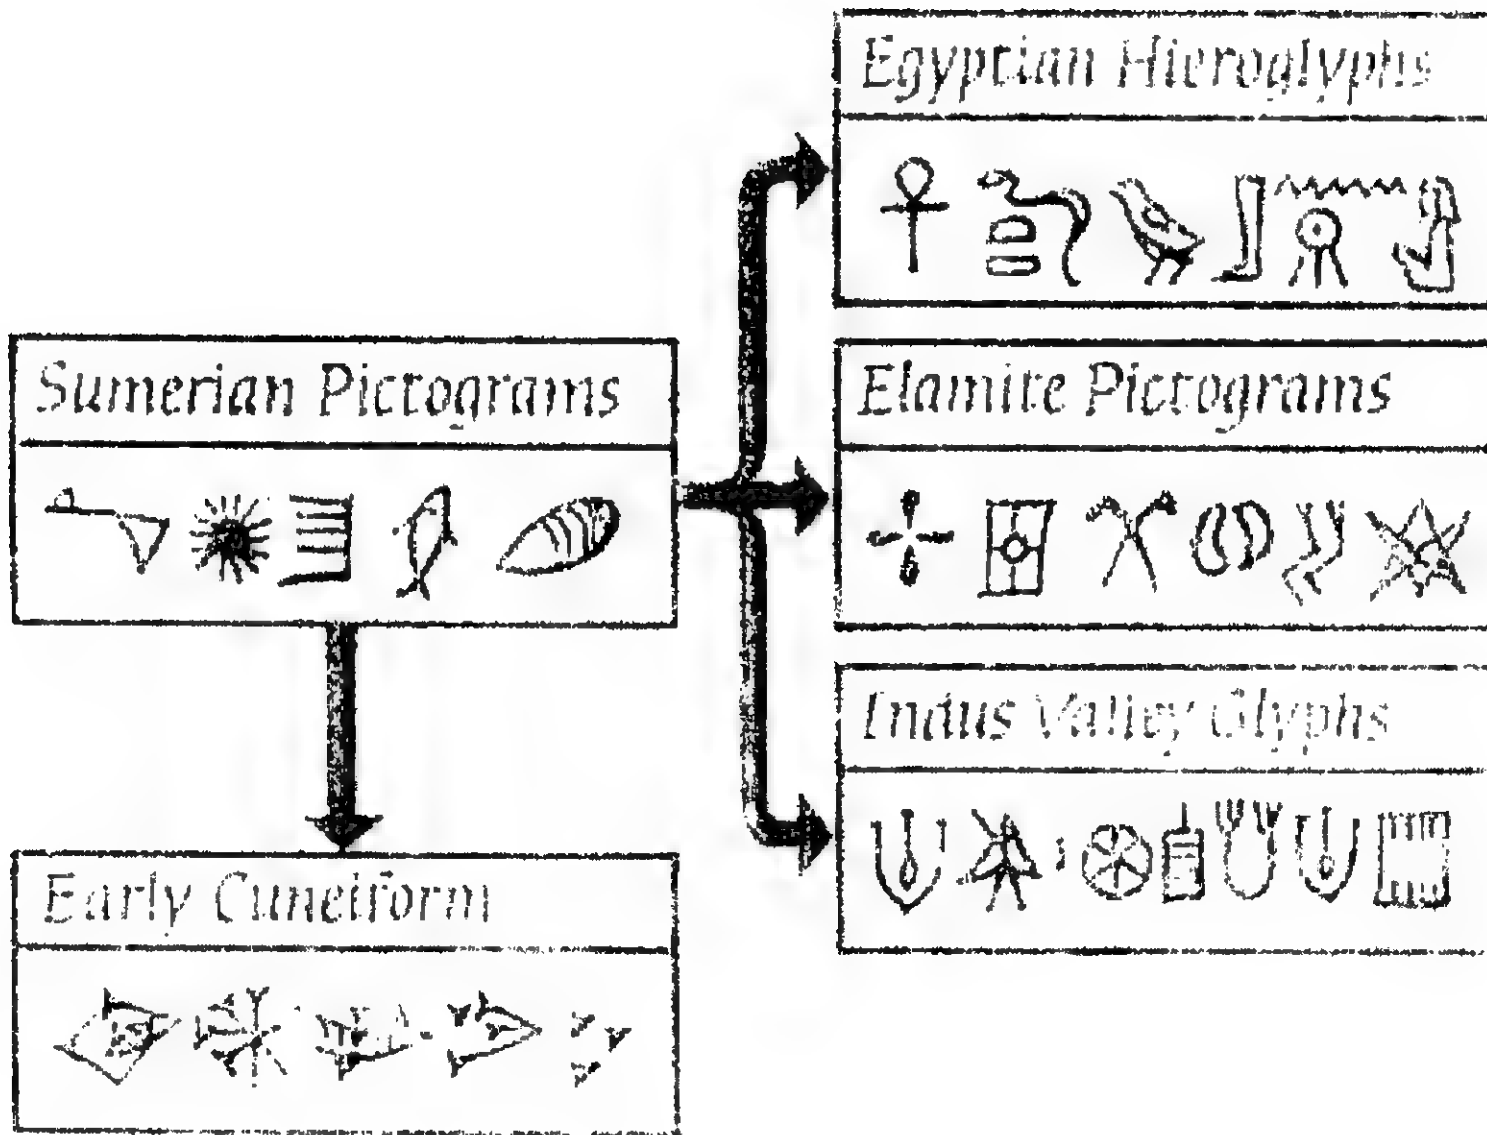 Egyptian Hieroglyphs
Sumerian Pictograms
Elamite Pictograms
Indus Valley Glyphs
Early Cuneiform